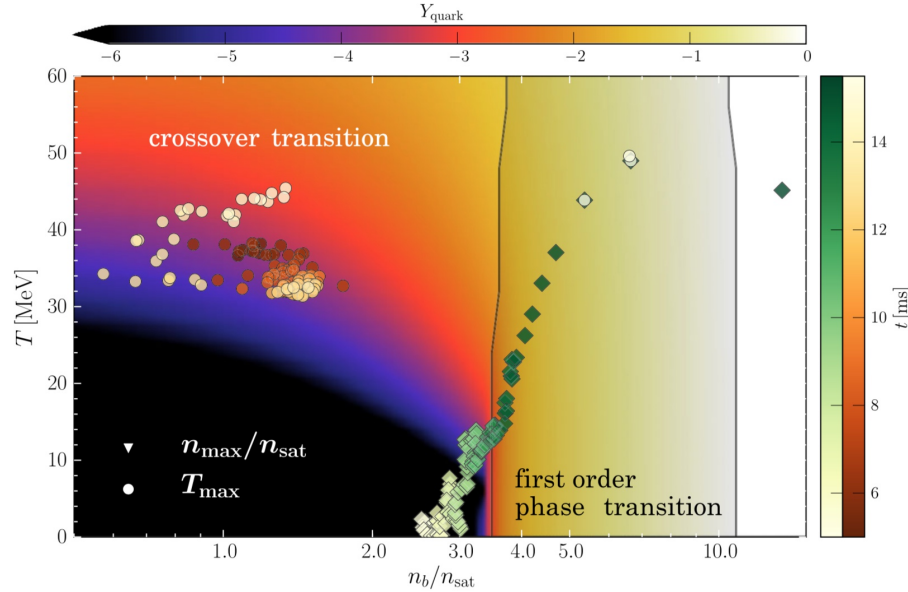 Y_quark
−6 −5 −4 −3 −2 −1 0
60
50
40
30
20
10
0
T [MeV]
crossover transition
n_max/n_sat
T_max
first order
phase transition
1.0 2.0 3.0 4.0 5.0 10.0
n_b/n_sat
14
12
10
8
6
t [ms]